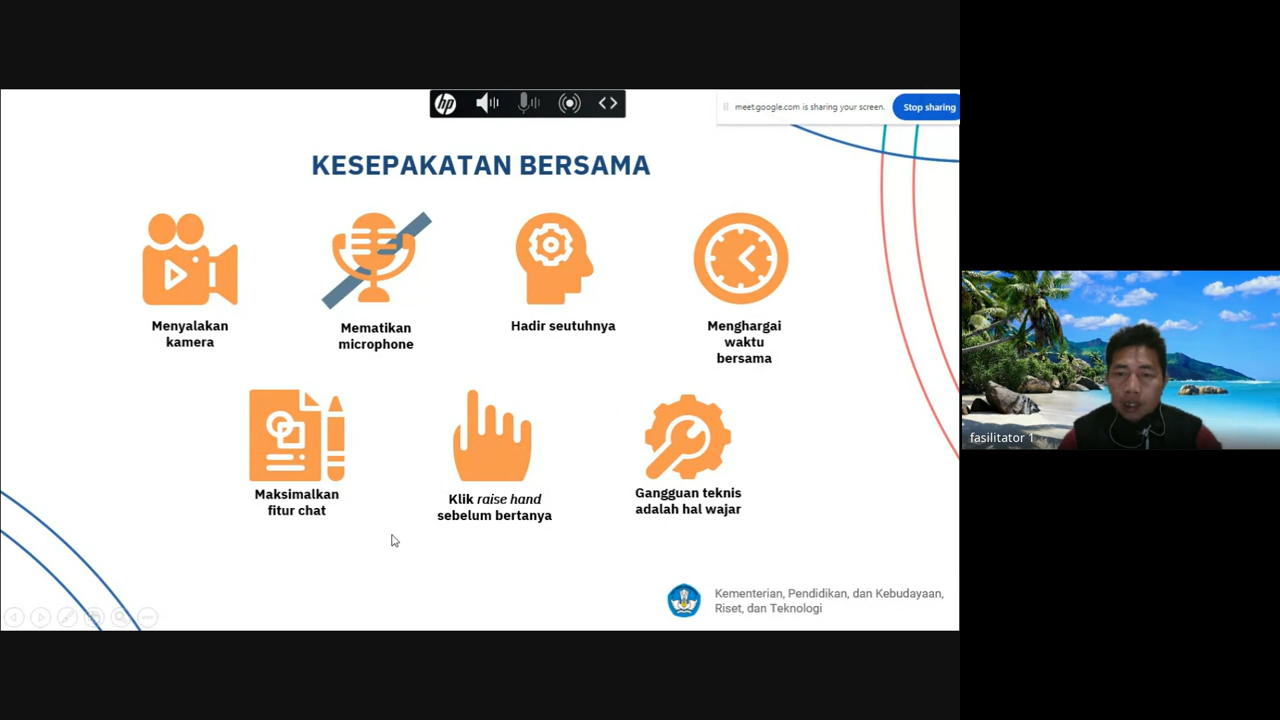 hp
meet.google.com is sharing your screen.
Stop sharing
KESEPAKATAN BERSAMA
Menyalakan
kamera
Mematikan
microphone
Hadir seutuhnya
Menghargai
waktu
bersama
Maksimalkan
fitur chat
Klik raise hand
sebelum bertanya
Gangguan teknis
adalah hal wajar
Kementerian, Pendidikan, dan Kebudayaan,
Riset, dan Teknologi
fasilitator 1